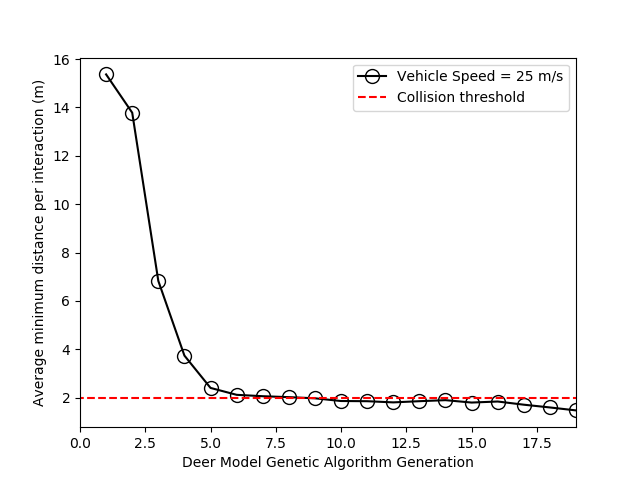 Vehicle Speed = 25 m/s
Collision threshold
16
14
12
10
8
6
4
2
Average minimum distance per interaction (m)
0.0 2.5 5.0 7.5 10.0 12.5 15.0 17.5
Deer Model Genetic Algorithm Generation